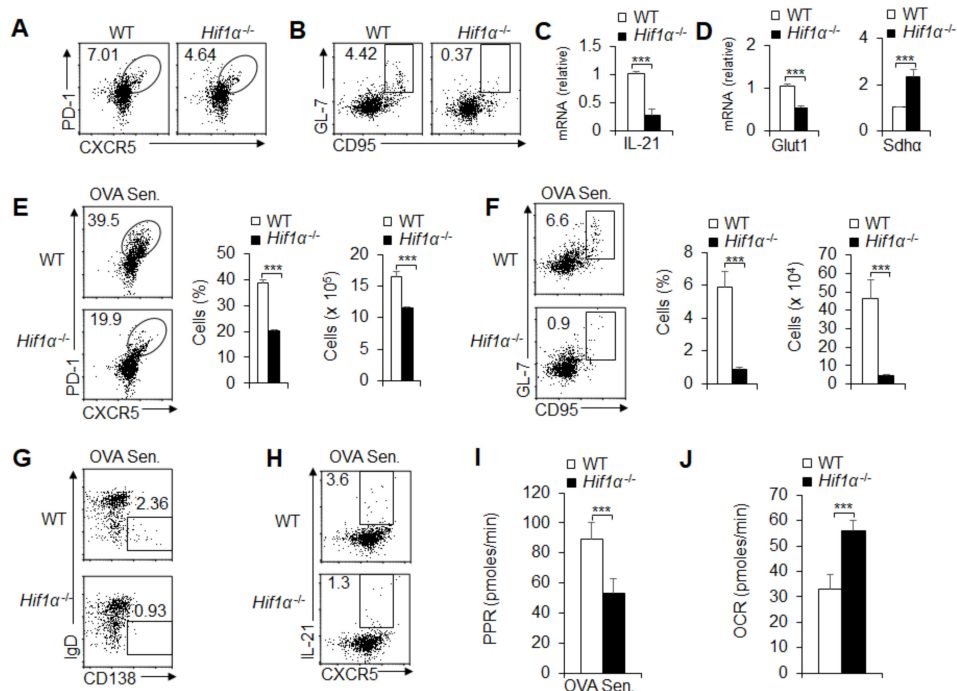 A
WT
Hif1α-/-
7.01
4.64
PD-1
CXCR5
B
WT
Hif1α-/-
4.42
0.37
GL-7
CD95
C
WT
Hif1α-/-
mRNA (relative)
1.5
1
0.5
0
***
IL-21
D
WT
Hif1α-/-
mRNA (relative)
2
1
0
***
Glut1
WT
Hif1α-/-
4
2
0
***
Sdhα
E
OVA Sen.
39.5
WT
19.9
Hif1α-/-
PD-1
CXCR5
WT
Hif1α-/-
Cells (%)
50
40
30
20
10
0
***
Cells (x 10⁵)
20
15
10
5
0
***
F
OVA Sen.
6.6
WT
0.9
Hif1α-/-
GL-7
CD95
WT
Hif1α-/-
Cells (%)
8
6
4
2
0
***
WT
Hif1α-/-
Cells (x 10⁴)
70
60
50
40
30
20
10
0
***
G
OVA Sen.
2.36
WT
0.93
Hif1α-/-
IgD
CD138
H
OVA Sen.
3.6
WT
1.3
Hif1α-/-
IL-21
CXCR5
I
WT
Hif1α-/-
PPR (pmoles/min)
120
100
80
60
40
20
0
***
OVA Sen.
J
WT
Hif1α-/-
OCR (pmoles/min)
70
60
50
40
30
20
10
0
***